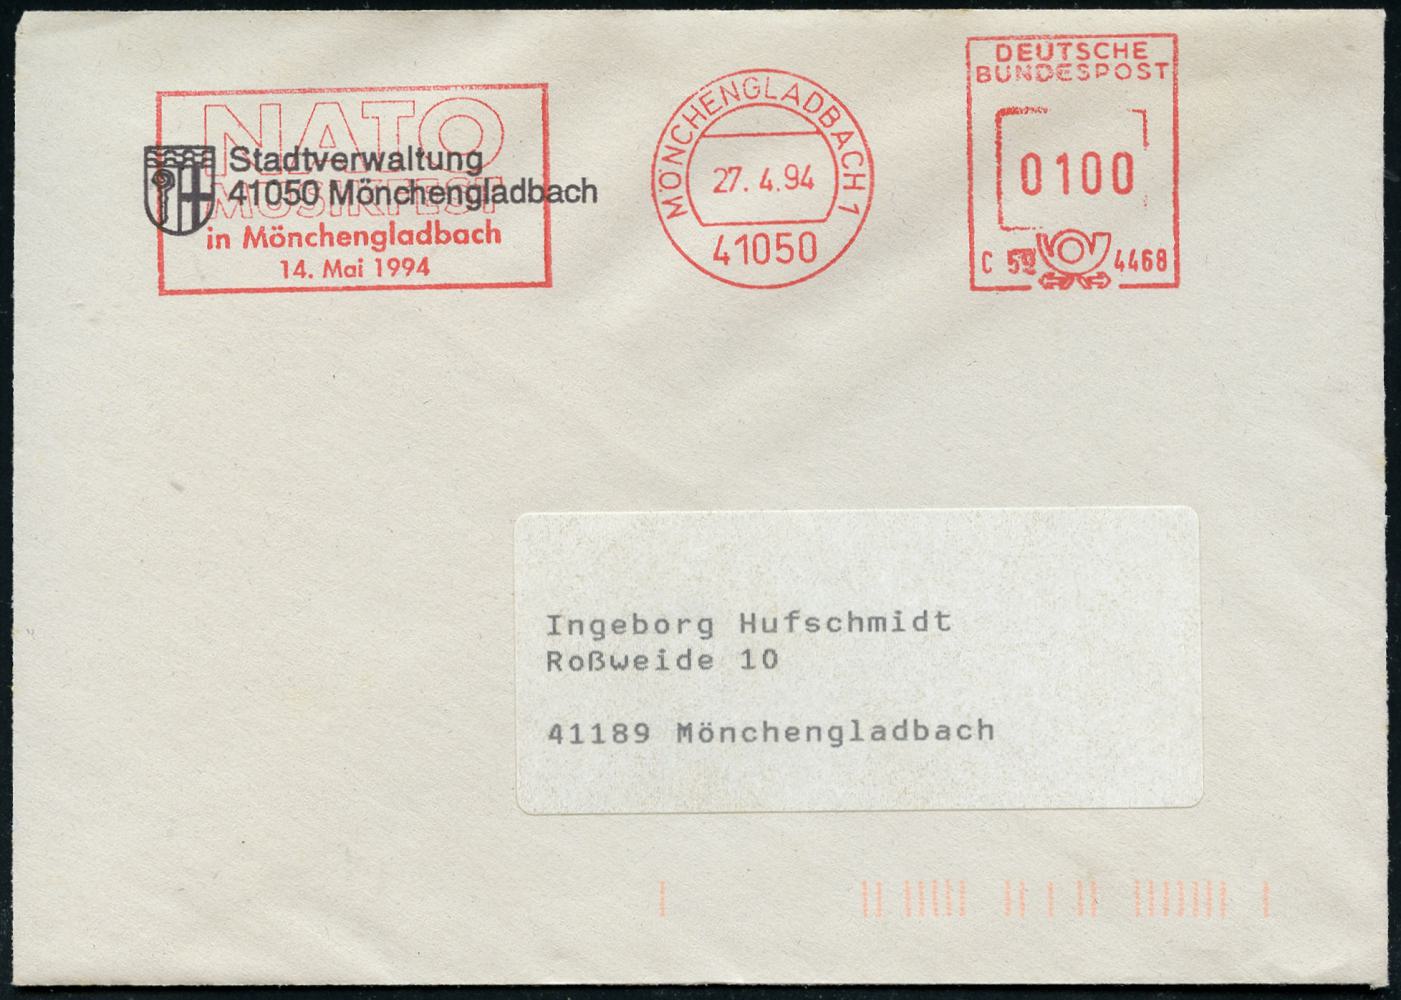 NATO
MUSIKFEST
in Mönchengladbach
14. Mai 1994
Stadtverwaltung
41050 Mönchengladbach
MÖNCHENGLADBACH 1
27. 4.94
41050
DEUTSCHE
BUNDESPOST
0100
C 4468
Ingeborg Hufschmidt
Roßweide 10
41189 Mönchengladbach